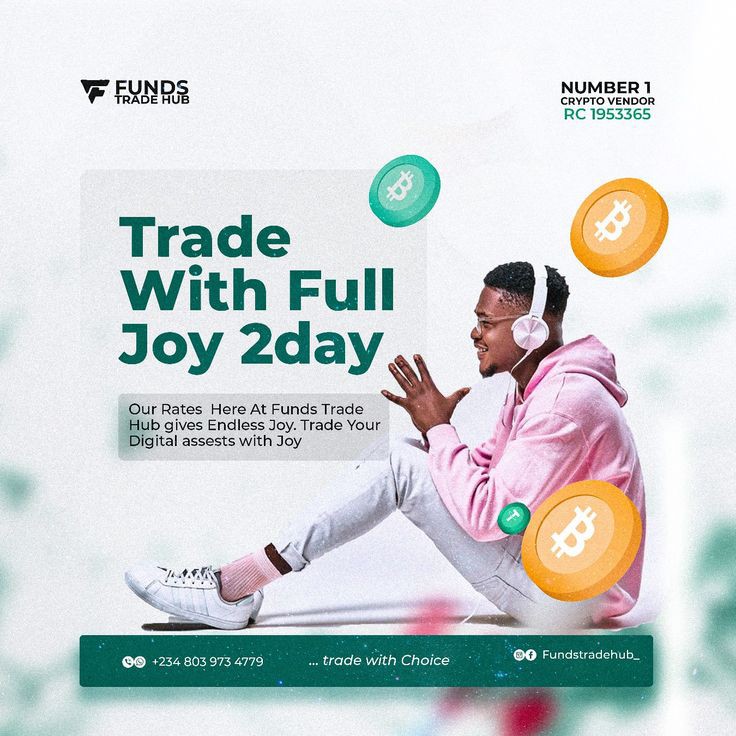 FUNDS
TRADE HUB
NUMBER 1
CRYPTO VENDOR
RC 1953365
Trade
With Full
Joy 2day
Our Rates Here At Funds Trade
Hub gives Endless Joy. Trade Your
Digital assests with Joy
+234 803 973 4779
... trade with Choice
Fundstradehub_